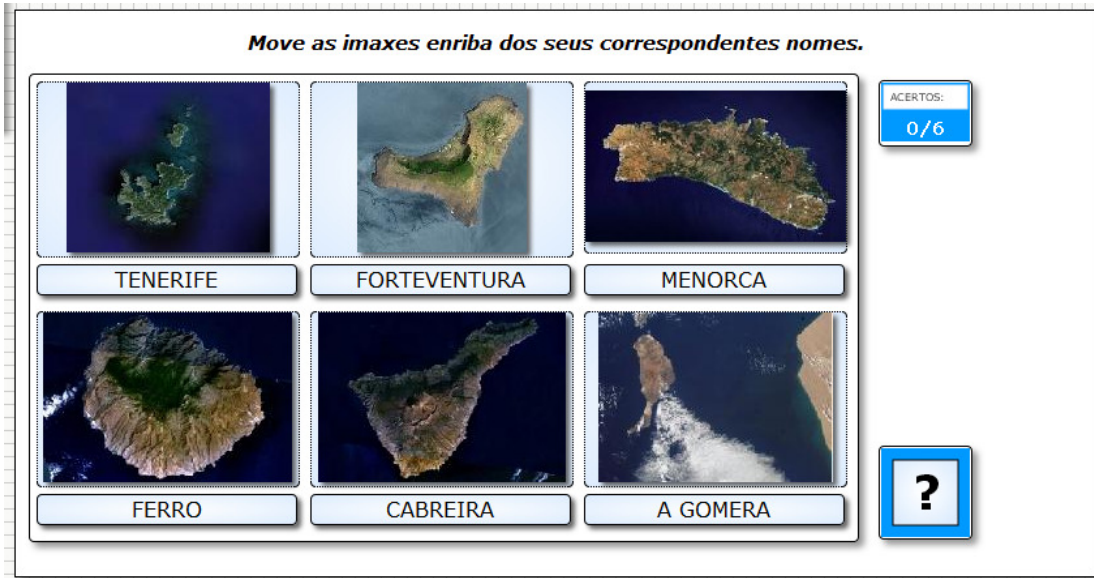 Move as imaxes enriba dos seus correspondentes nomes.
ACERTOS:
0/6
TENERIFE
FORTEVENTURA
MENORCA
FERRO
CABREIRA
A GOMERA
?